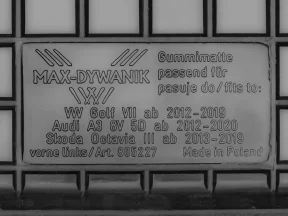 Gummimatte
MAX-DYWANIK passend für
pasuje do/fits to:
VW Golf VII ab 2012-2019
Audi A3 8V 5D ab 2012-2020
Skoda Octavia III ab 2013-2019
vorne links/Art. 885227 Made in Poland